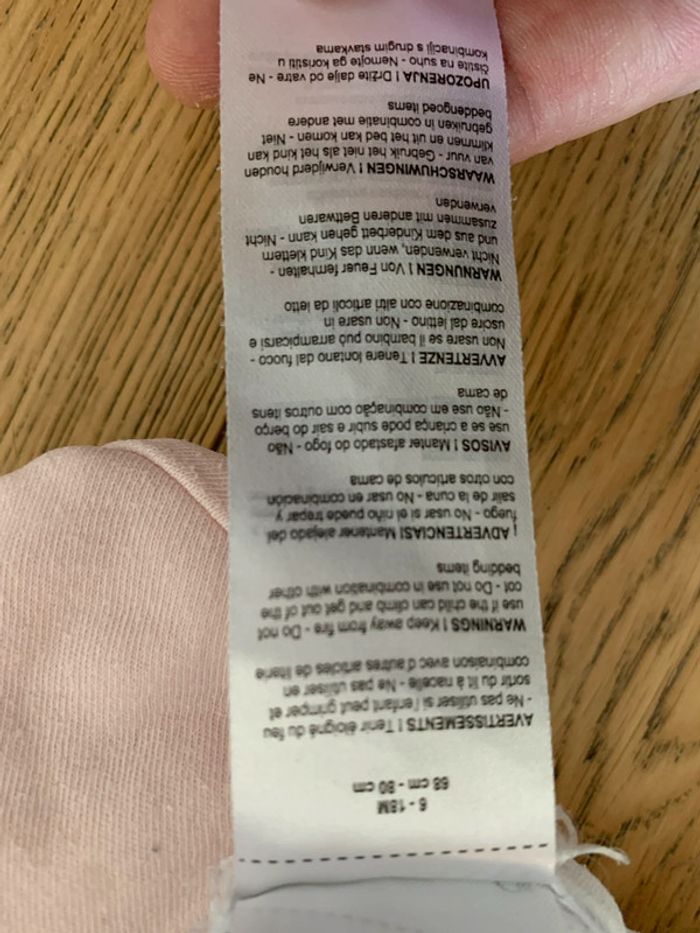 6 - 18M
68 cm - 80 cm
AVERTISSEMENTS ! Tenir éloigné du feu
- Ne pas utiliser si l'enfant peut grimper et
sortir du lit à nacelle - Ne pas utiliser en
combinaison avec d'autres articles de literie
WARNINGS ! Keep away from fire - Do not
use if the child can climb and get out of the
cot - Do not use in combination with other
bedding items
¡ ADVERTENCIAS! Mantener alejado del
fuego - No usar si el niño puede trepar y
salir de la cuna - No usar en combinación
con otros artículos de cama
AVISOS ! Manter afastado do fogo - Não
use se a criança pode subir e sair do berço
- Não use em combinação com outros itens
de cama
AVVERTENZE ! Tenere lontano dal fuoco -
Non usare se il bambino può arrampicarsi e
uscire dal lettino - Non usare in
combinazione con altri articoli da letto
WARNUNGEN ! Von Feuer fernhalten -
Nicht verwenden, wenn das Kind klettern
und aus dem Kinderbett gehen kann - Nicht
zusammen mit anderen Bettwaren
verwenden
WAARSCHUWINGEN ! Verwijderd houden
van vuur - Gebruik het niet als het kind kan
klimmen en uit het bed kan komen - Niet
gebruiken in combinatie met andere
beddengoed items
UPOZORENJA ! Držite dalje od vatre - Ne
čistite na suho - Nemojte ga koristiti u
kombinaciji s drugim stavkama